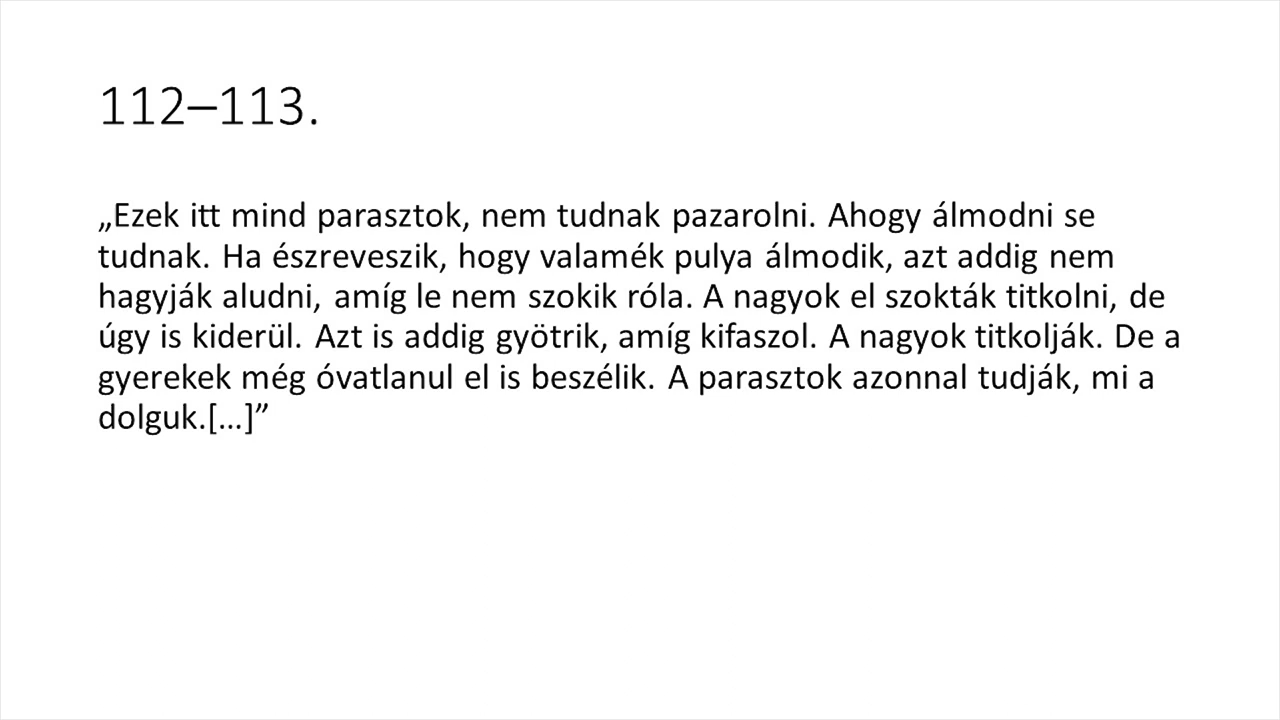 112–113.
„Ezek itt mind parasztok, nem tudnak pazarolni. Ahogy álmodni se
tudnak. Ha észreveszik, hogy valamék pulya álmodik, azt addig nem
hagyják aludni, amíg le nem szokik róla. A nagyok el szokták titkolni, de
úgy is kiderül. Azt is addig gyötrik, amíg kifaszol. A nagyok titkolják. De a
gyerekek még óvatlanul el is beszélik. A parasztok azonnal tudják, mi a
dolguk.[…]”